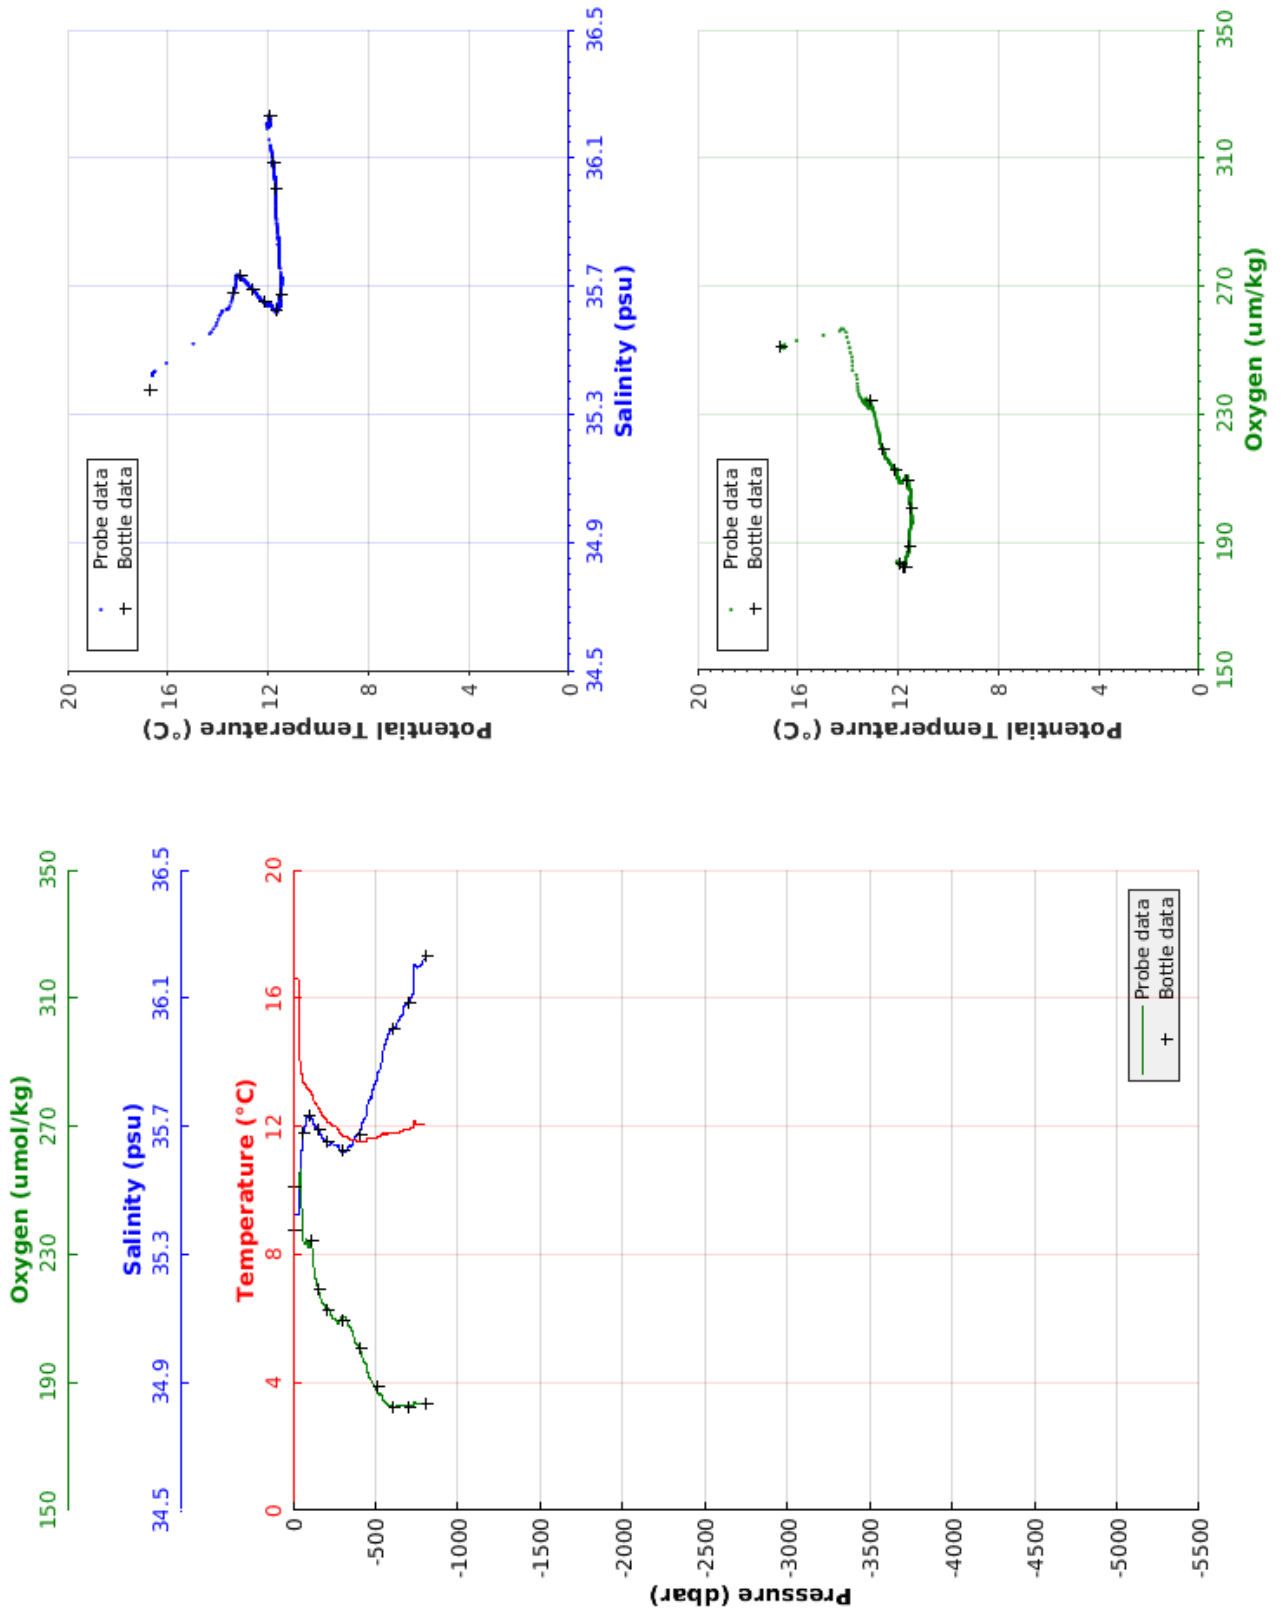 Oxygen (umol/kg)
150 190 230 270 310 350
Salinity (psu)
34.5 34.9 35.3 35.7 36.1 36.5
Temperature (°C)
0 4 8 12 16 20
Pressure (dbar)
0
-500
-1000
-1500
-2000
-2500
-3000
-3500
-4000
-4500
-5000
-5500
Probe data
Bottle data
Potential Temperature (°C)
20
16
12
8
4
0
Probe data
Bottle data
34.5 34.9 35.3 35.7 36.1 36.5
Salinity (psu)
Potential Temperature (°C)
20
16
12
8
4
0
Probe data
Bottle data
150 190 230 270 310 350
Oxygen (um/kg)